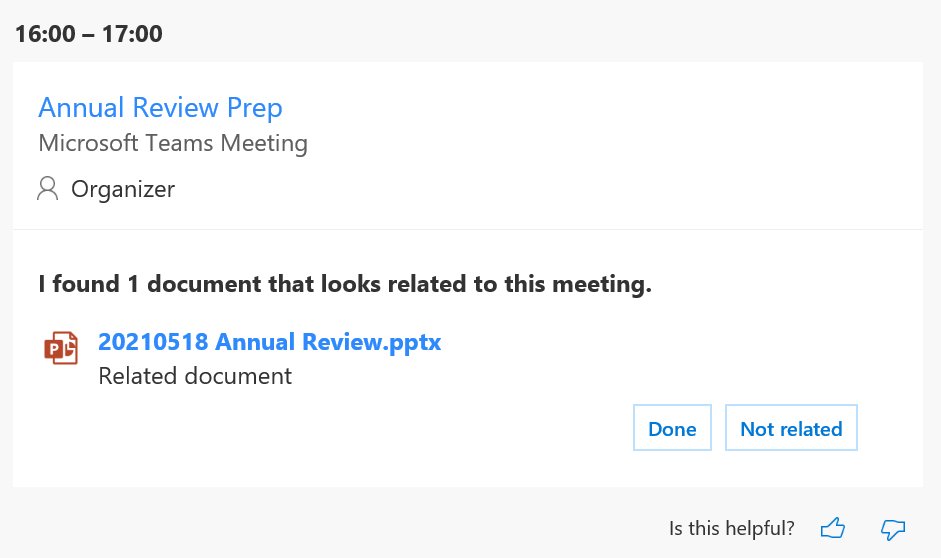 16:00 – 17:00
Annual Review Prep
Microsoft Teams Meeting
Organizer
I found 1 document that looks related to this meeting.
P
20210518 Annual Review.pptx
Related document
Done Not related
Is this helpful?